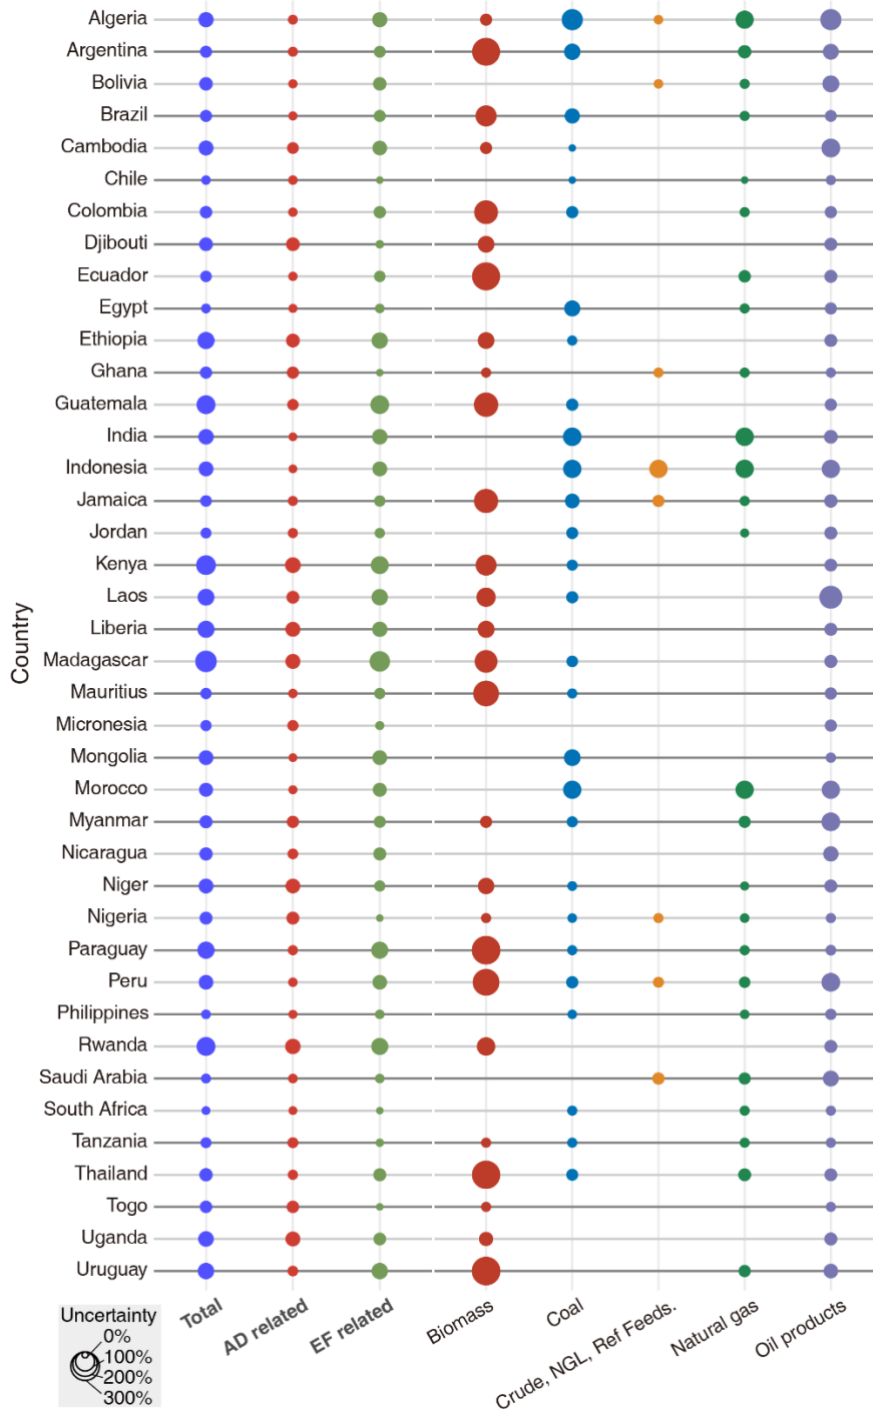 Algeria
Argentina
Bolivia
Brazil
Cambodia
Chile
Colombia
Djibouti
Ecuador
Egypt
Ethiopia
Ghana
Guatemala
India
Indonesia
Jamaica
Jordan
Kenya
Laos
Liberia
Madagascar
Mauritius
Micronesia
Mongolia
Morocco
Myanmar
Nicaragua
Niger
Nigeria
Paraguay
Peru
Philippines
Rwanda
Saudi Arabia
South Africa
Tanzania
Thailand
Togo
Uganda
Uruguay
Country
Total
AD related
EF related
Biomass
Coal
Crude, NGL, Ref Feeds.
Natural gas
Oil products
Uncertainty
0%
100%
200%
300%